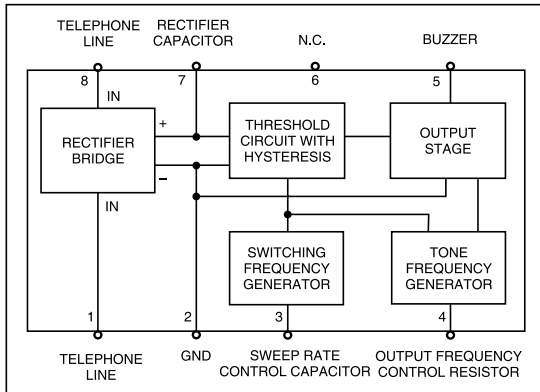 TELEPHONE
LINE
RECTIFIER
CAPACITOR
N.C.
BUZZER
8
7
6
5
IN
RECTIFIER
BRIDGE
+
−
IN
THRESHOLD
CIRCUIT WITH
HYSTERESIS
OUTPUT
STAGE
SWITCHING
FREQUENCY
GENERATOR
TONE
FREQUENCY
GENERATOR
1
2
3
4
TELEPHONE
LINE
GND
SWEEP RATE
CONTROL CAPACITOR
OUTPUT FREQUENCY
CONTROL RESISTOR